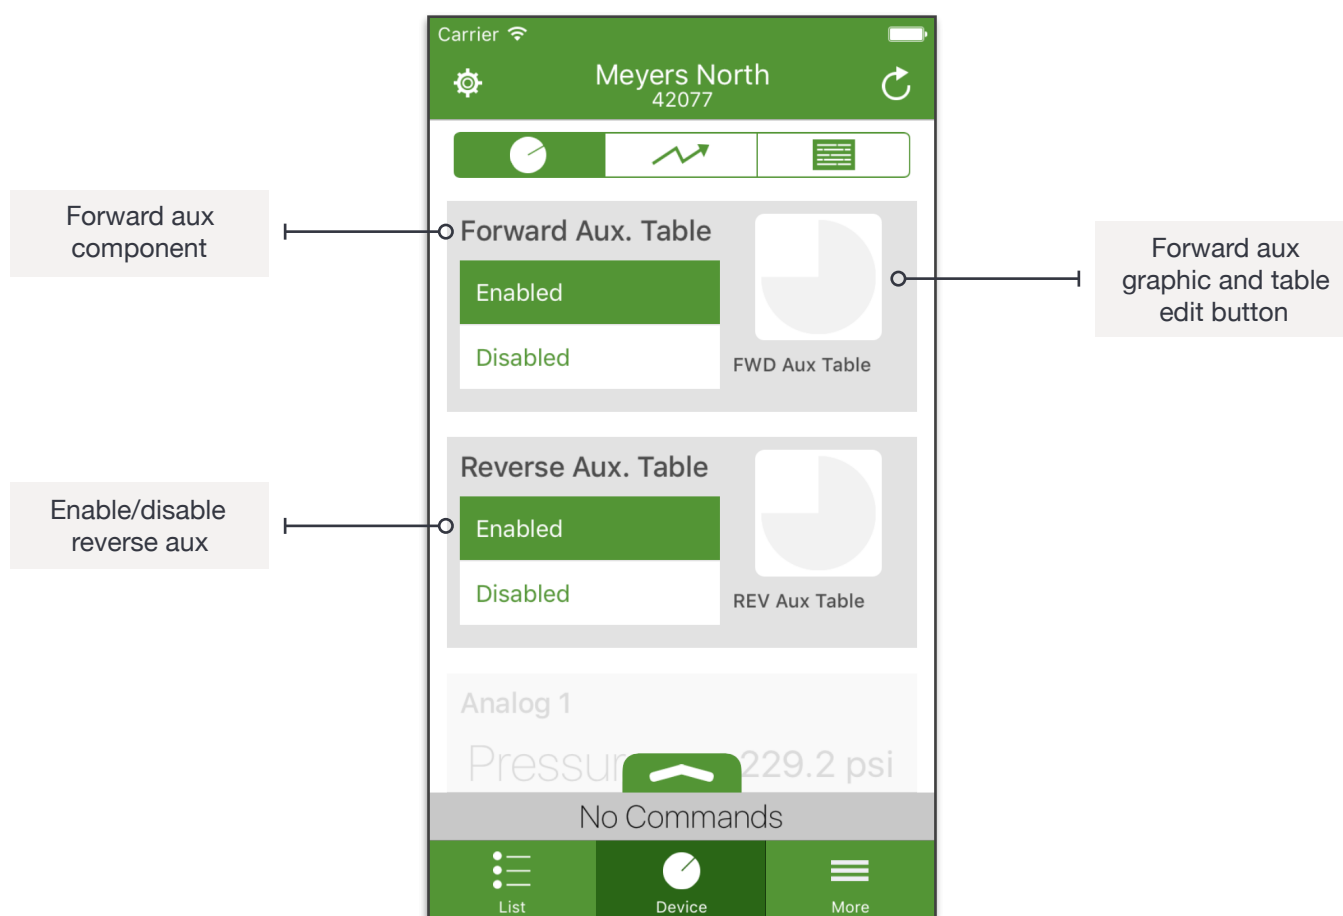 Carrier
Meyers North
42077
Forward aux
component
Forward Aux. Table
Enabled
Disabled
FWD Aux Table
Forward aux
graphic and table
edit button
Enable/disable
reverse aux
Reverse Aux. Table
Enabled
Disabled
REV Aux Table
Analog 1
229.2 psi
No Commands
List
Device
More